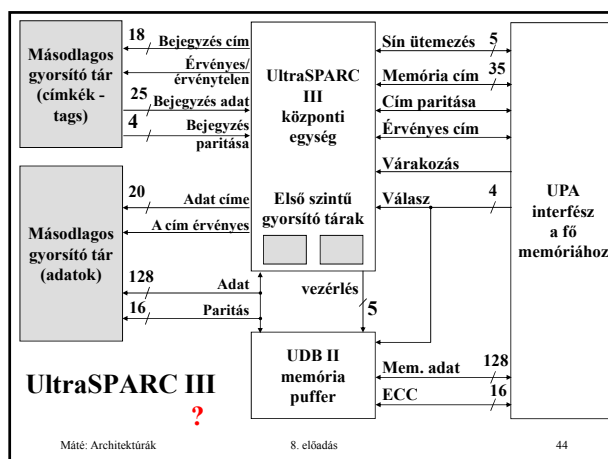 Másodlagos
gyorsító tár
(címkék -
tags)
18
Bejegyzés cím
Érvényes/
érvénytelen
25
Bejegyzés adat
4
Bejegyzés
paritása
UltraSPARC
III
központi
egység
Első szintű
gyorsító tárak
Sín ütemezés
5
Memória cím
35
Cím paritása
Érvényes cím
Várakozás
Válasz
4
UPA
interfész
a fő
memóriához
Másodlagos
gyorsító tár
(adatok)
20
Adat címe
A cím érvényes
128
Adat
16
Paritás
vezérlés
5
UDB II
memória
puffer
Mem. adat
128
ECC
16
UltraSPARC III
?
Máté: Architektúrák
8. előadás
44